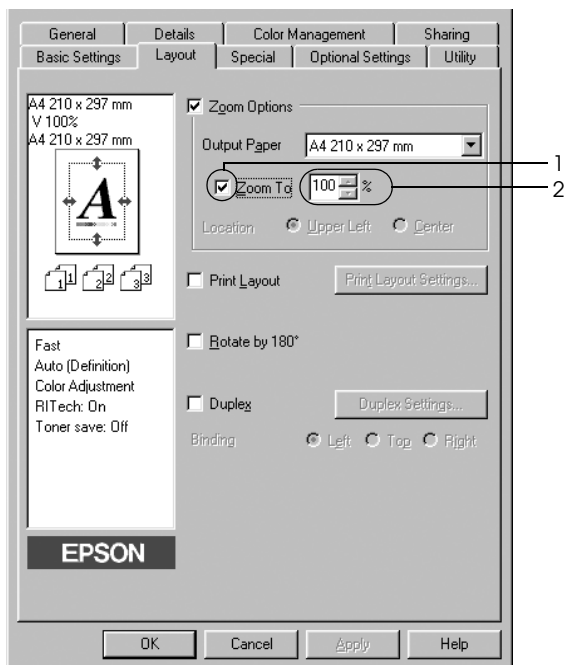 General Details Color Management Sharing
Basic Settings Layout Special Optional Settings Utility
A4 210 x 297 mm
V 100%
A4 210 x 297 mm
A
1 1 2 2 3 3
Zoom Options
Output Paper A4 210 x 297 mm
Zoom To 100 %
1
2
Location Upper Left Center
Print Layout Print Layout Settings...
Rotate by 180°
Duplex Duplex Settings...
Binding Left Top Right
Fast
Auto (Definition)
Color Adjustment
RITech: On
Toner save: Off
EPSON
OK Cancel Apply Help